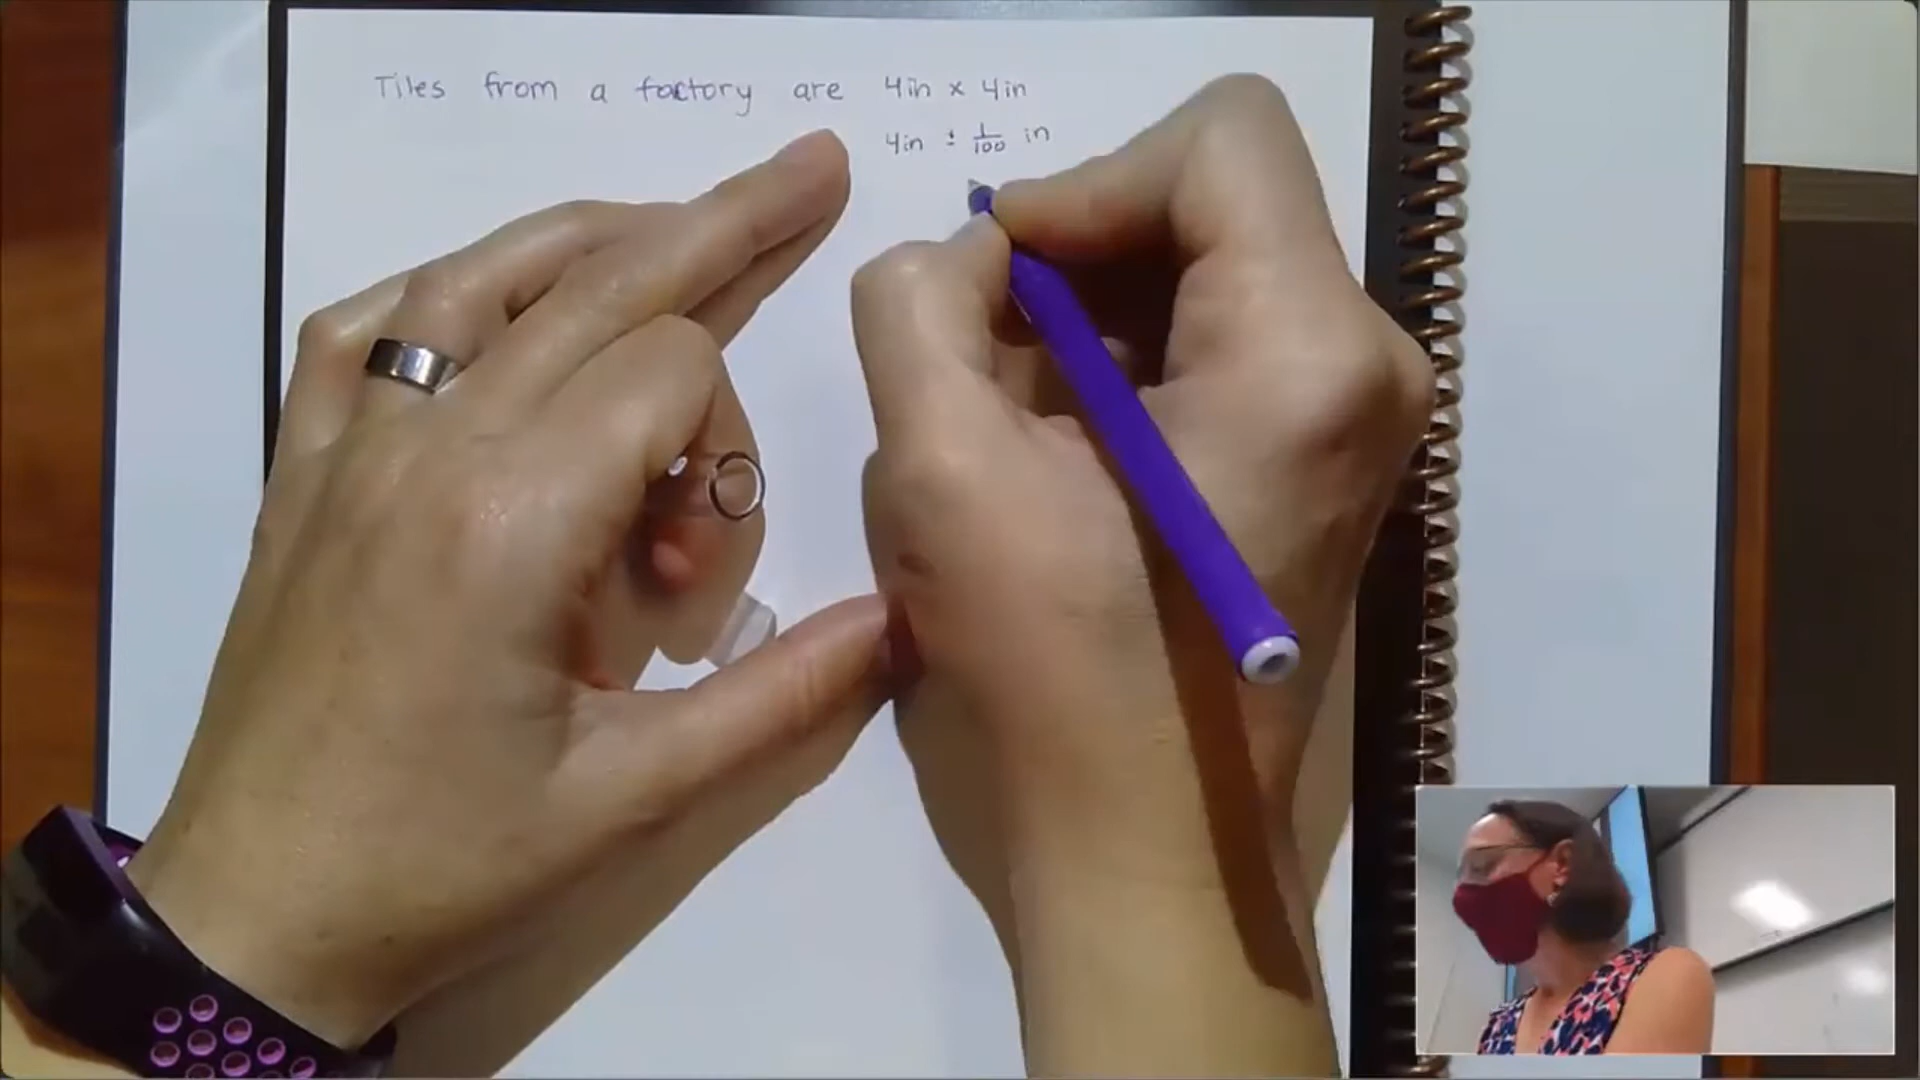 Tiles from a factory are 4in x 4in
4in ± 1/100 in